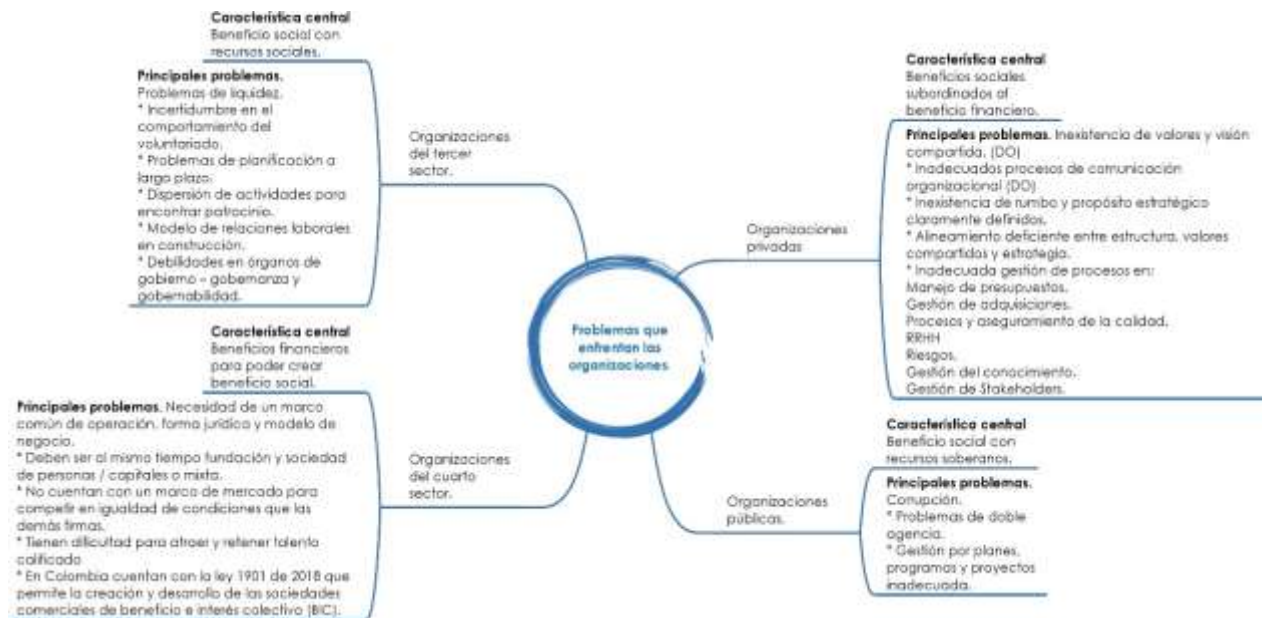 Característica central
Beneficio social con
recursos sociales.
Principales problemas.
Problemas de liquidez.
* Incertidumbre en el
comportamiento del
voluntariado.
* Problemas de planificación a
largo plazo.
* Dispersión de actividades para
encontrar patrocinio.
* Modelo de relaciones laborales
en construcción.
* Debilidades en órganos de
gobierno – gobernanza y
gobernabilidad.
Organizaciones
del tercer
sector.
Característica central
Beneficios financieros
para poder crear
beneficio social.
Principales problemas. Necesidad de un marco
común de operación, forma jurídica y modelo de
negocio.
* Deben ser al mismo tiempo fundación y sociedad
de personas / capitales o mixta.
* No cuentan con un marco de mercado para
competir en igualdad de condiciones que las
demás firmas.
* Tienen dificultad para atraer y retener talento
calificado
* En Colombia cuentan con la ley 1901 de 2018 que
permite la creación y desarrollo de las sociedades
comerciales de beneficio e interés colectivo (BIC).
Organizaciones
del cuarto
sector.
Problemas que
enfrentan las
organizaciones
Organizaciones
privadas
Característica central
Beneficios sociales
subordinados al
beneficio financiero.
Principales problemas. Inexistencia de valores y visión
compartida. (DO)
* Inadecuados procesos de comunicación
organizacional (DO)
* Inexistencia de rumbo y propósito estratégico
claramente definidos.
* Alineamiento deficiente entre estructura, valores
compartidos y estrategia.
* Inadecuada gestión de procesos en:
Manejo de presupuestos.
Gestión de adquisiciones.
Procesos y aseguramiento de la calidad.
RRHH
Riesgos.
Gestión del conocimiento.
Gestión de Stakeholders.
Organizaciones
públicas.
Característica central
Beneficio social con
recursos soberanos.
Principales problemas.
Corrupción.
* Problemas de doble
agencia.
* Gestión por planes,
programas y proyectos
inadecuada.